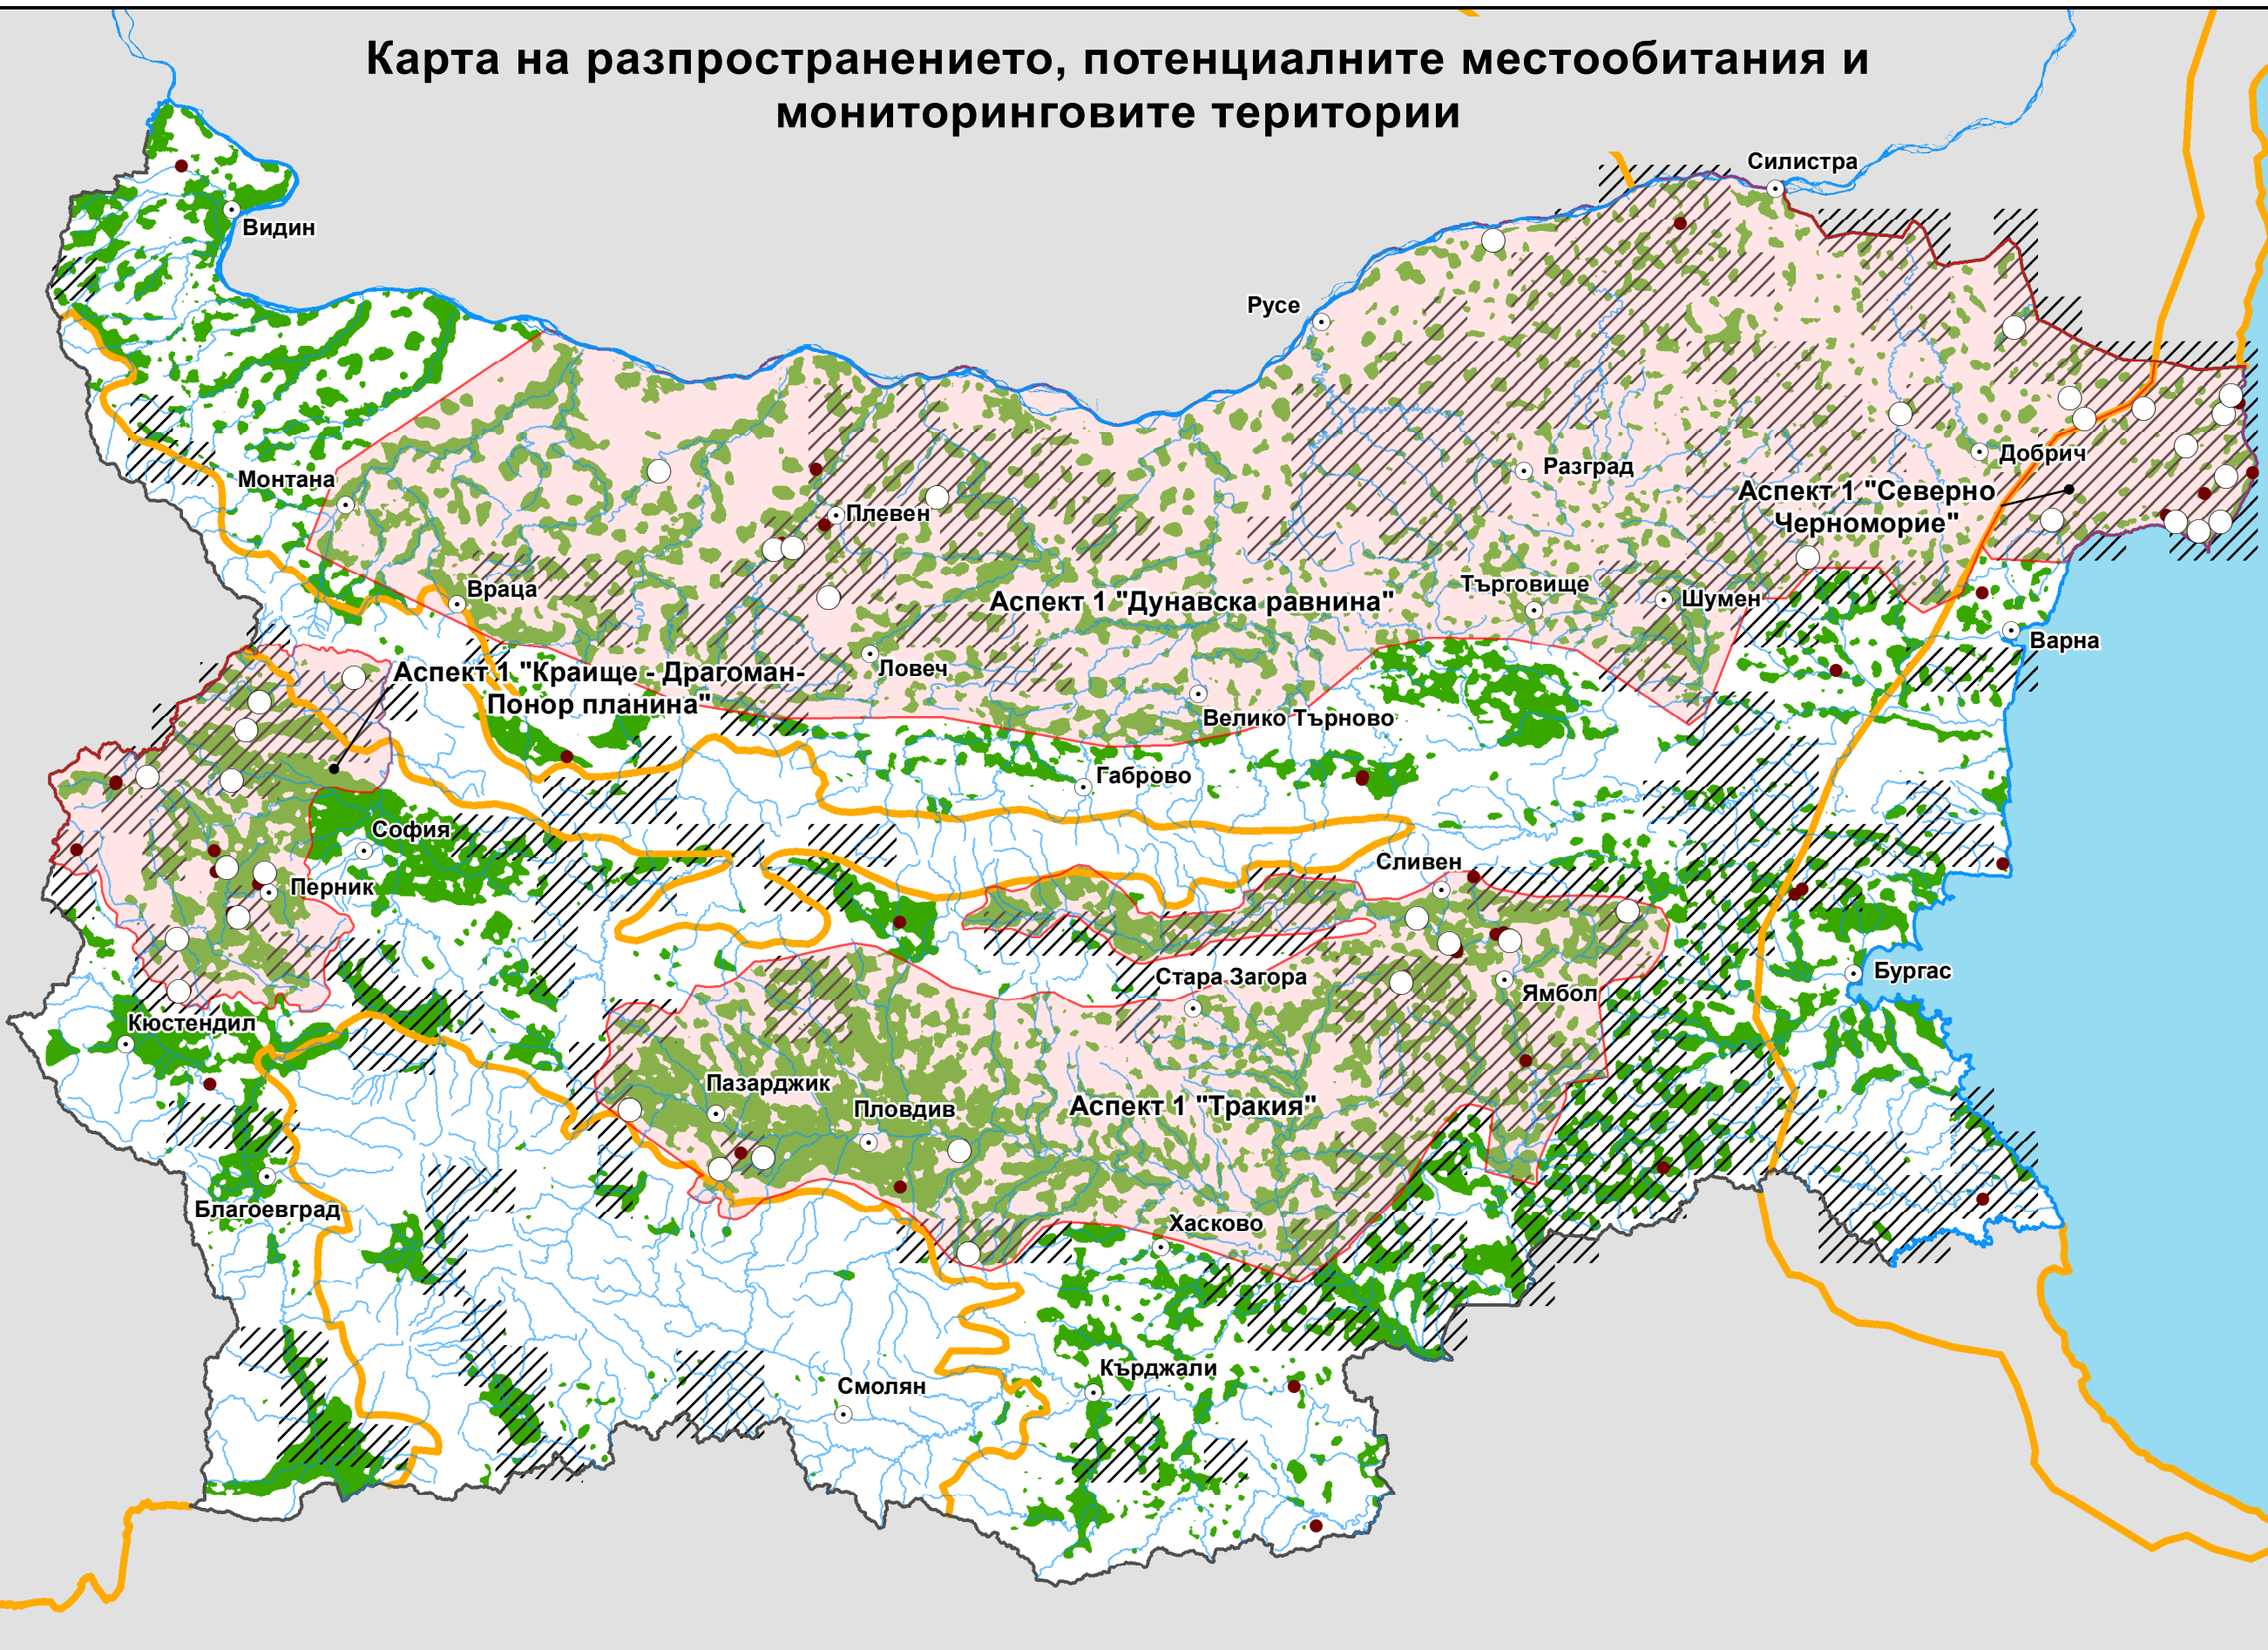 Карта на разпространението, потенциалните местообитания и
мониторинговите територии
Силистра
Видин
Русе
Добрич
Монтана
Разград
Плевен
Аспект 1 "Северно
Черноморие"
Враца
Търговище
Шумен
Аспект 1 "Дунавска равнина"
Варна
Ловеч
Аспект 1 "Краище - Драгоман-
Понор планина"
Велико Търново
Габрово
София
Сливен
Перник
Стара Загора
Бургас
Ямбол
Кюстендил
Пазарджик
Пловдив
Аспект 1 "Тракия"
Благоевград
Хасково
Кърджали
Смолян